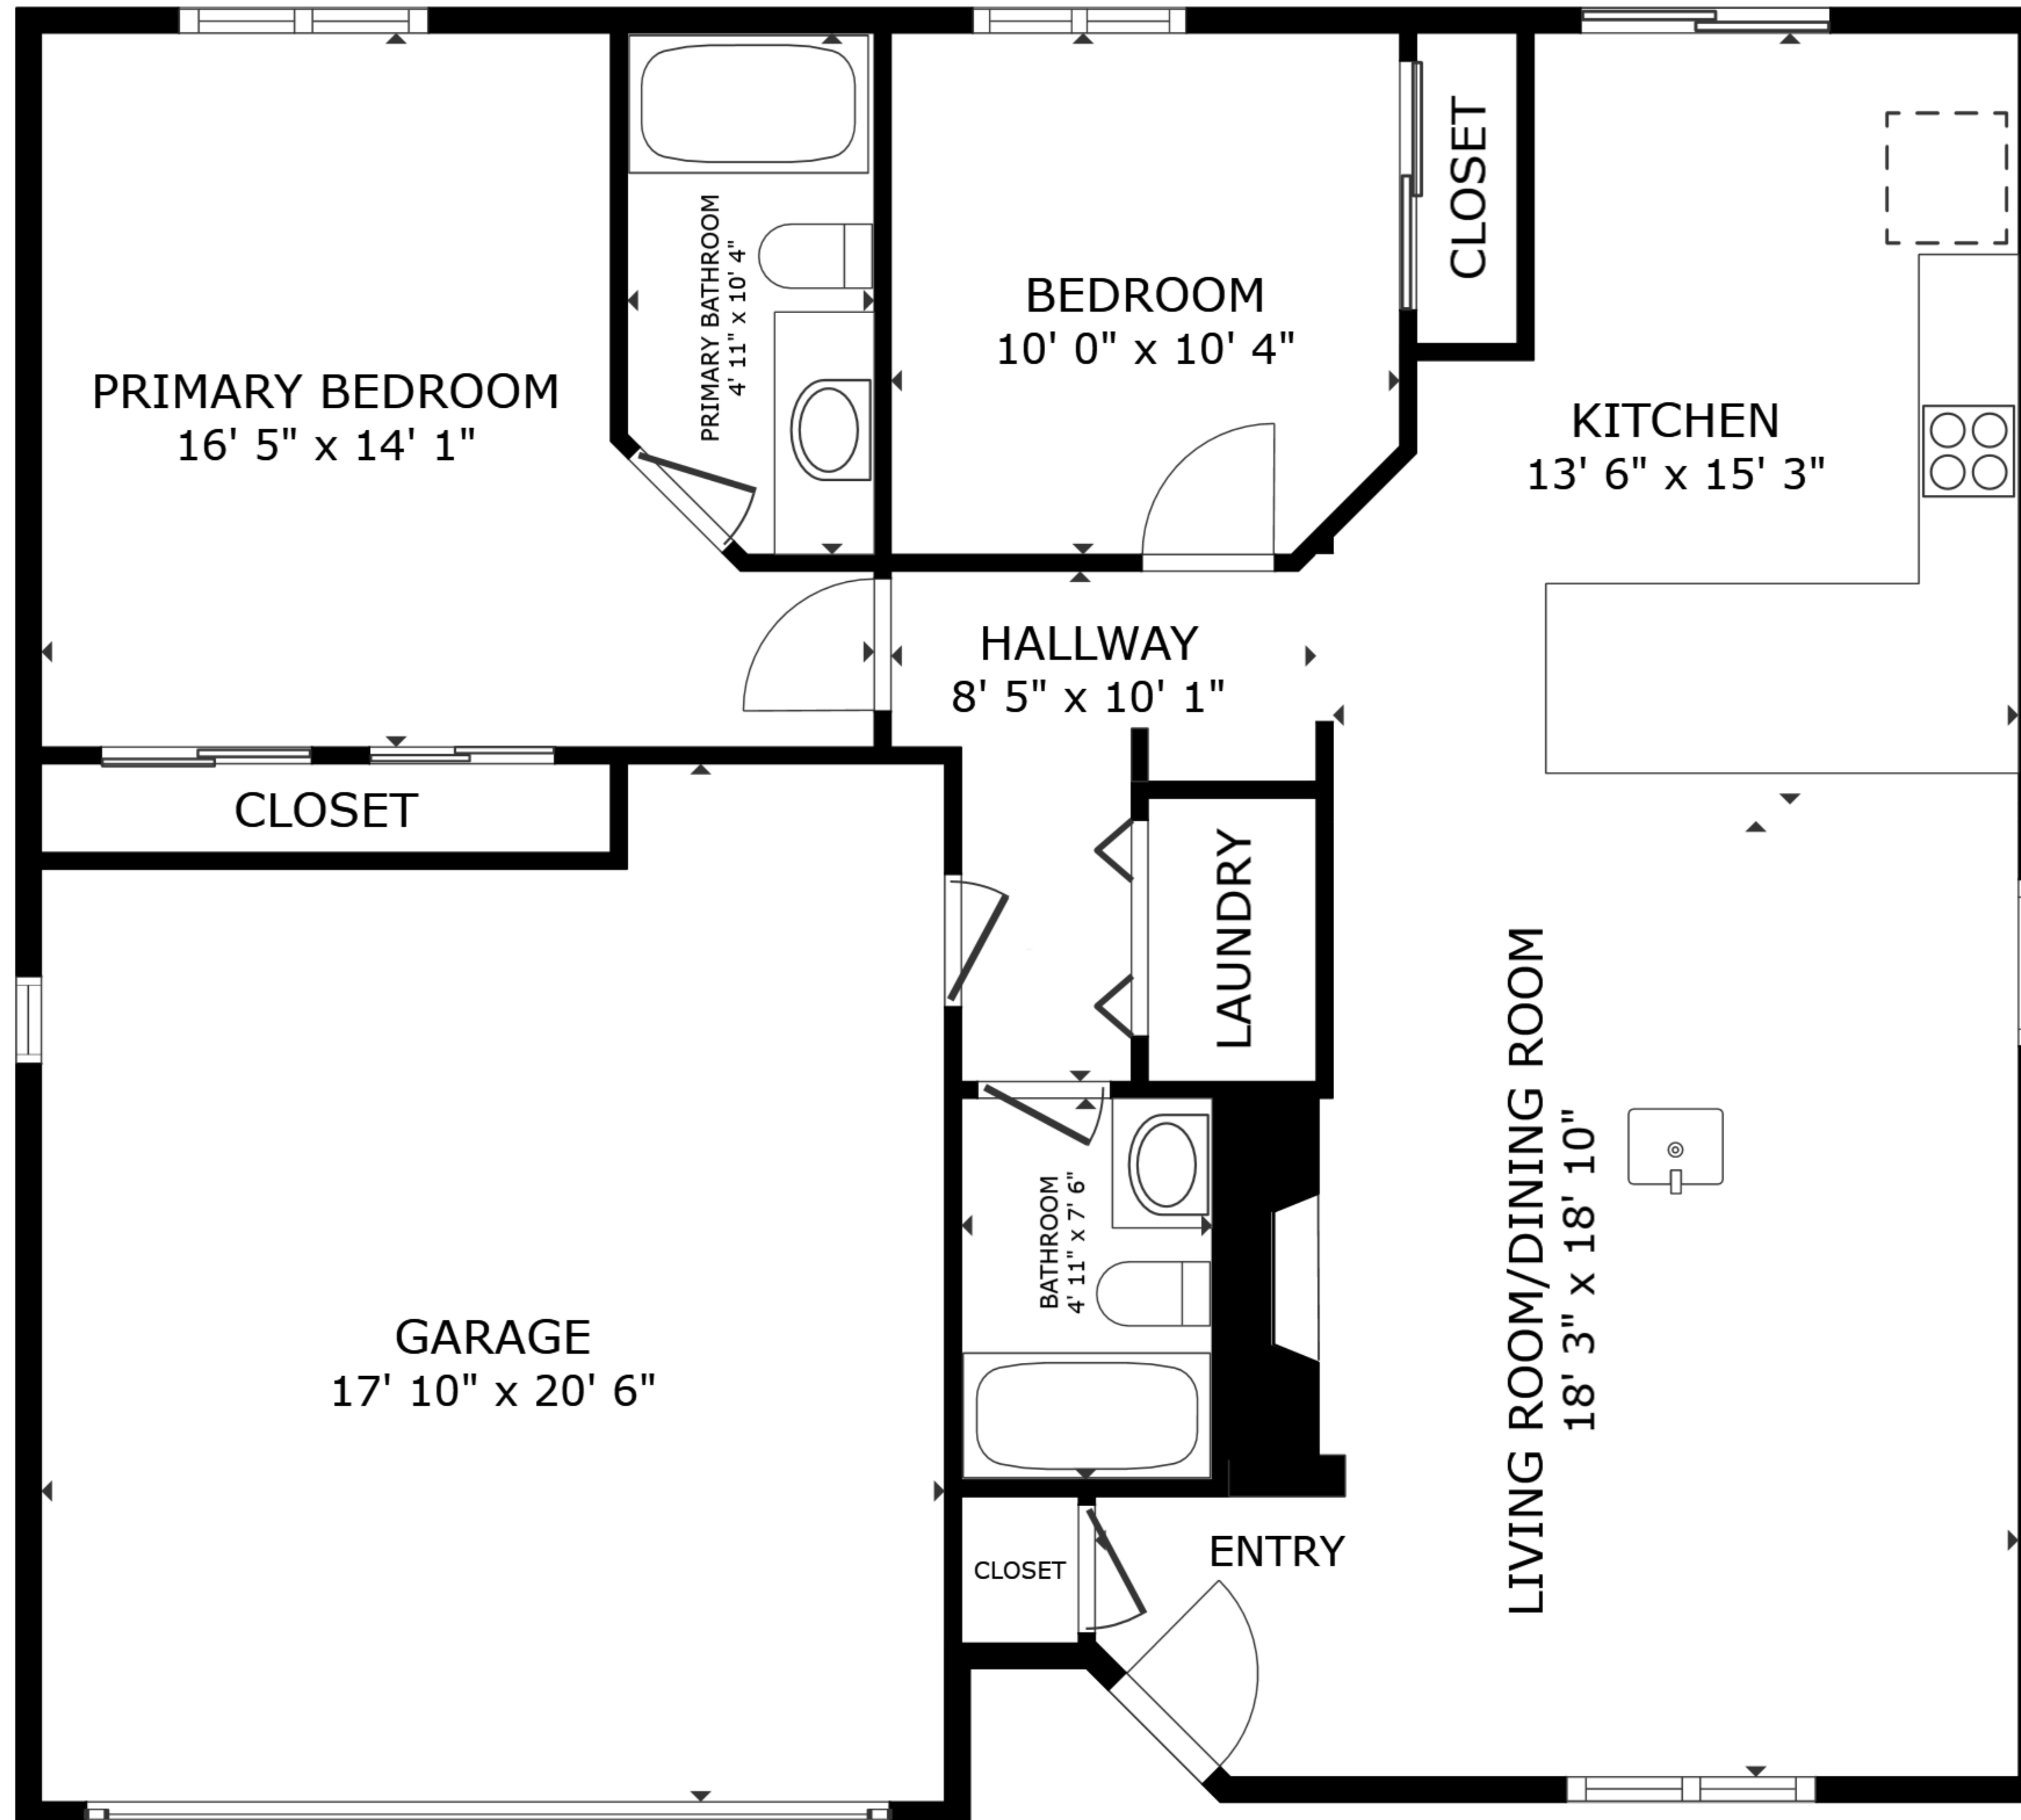 PRIMARY BEDROOM
16' 5" x 14' 1"
PRIMARY BATHROOM
4' 11" x 10' 4"
BEDROOM
10' 0" x 10' 4"
CLOSET
KITCHEN
13' 6" x 15' 3"
HALLWAY
8' 5" x 10' 1"
CLOSET
LAUNDRY
LIVING ROOM/DINING ROOM
18' 3" x 18' 10"
BATHROOM
4' 11" x 7' 6"
GARAGE
17' 10" x 20' 6"
CLOSET
ENTRY